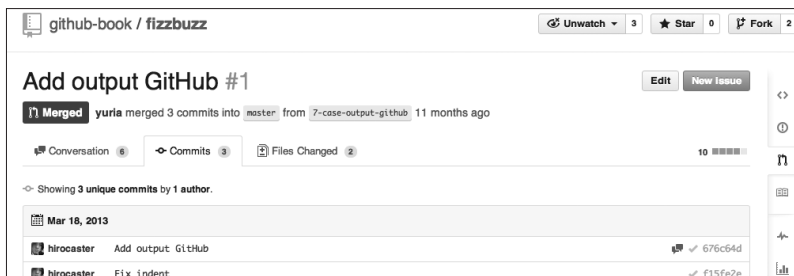 github-book / fizzbuzz
Unwatch 3 Star 0 Fork 2
Add output GitHub #1
Edit New Issue
Merged yuria merged 3 commits into master from 7-case-output-github 11 months ago
Conversation 6 Commits 3 Files Changed 2 10
Showing 3 unique commits by 1 author.
Mar 18, 2013
hirocaster Add output GitHub 676c64d
hirocaster Fix indent f15fe2e